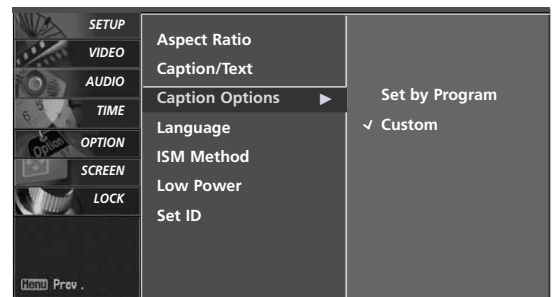 SETUP
VIDEO
AUDIO
TIME
OPTION
SCREEN
LOCK
Menu Prev.
Aspect Ratio
Caption/Text
Caption Options ▶
Language
ISM Method
Low Power
Set ID
Set by Program
✓ Custom